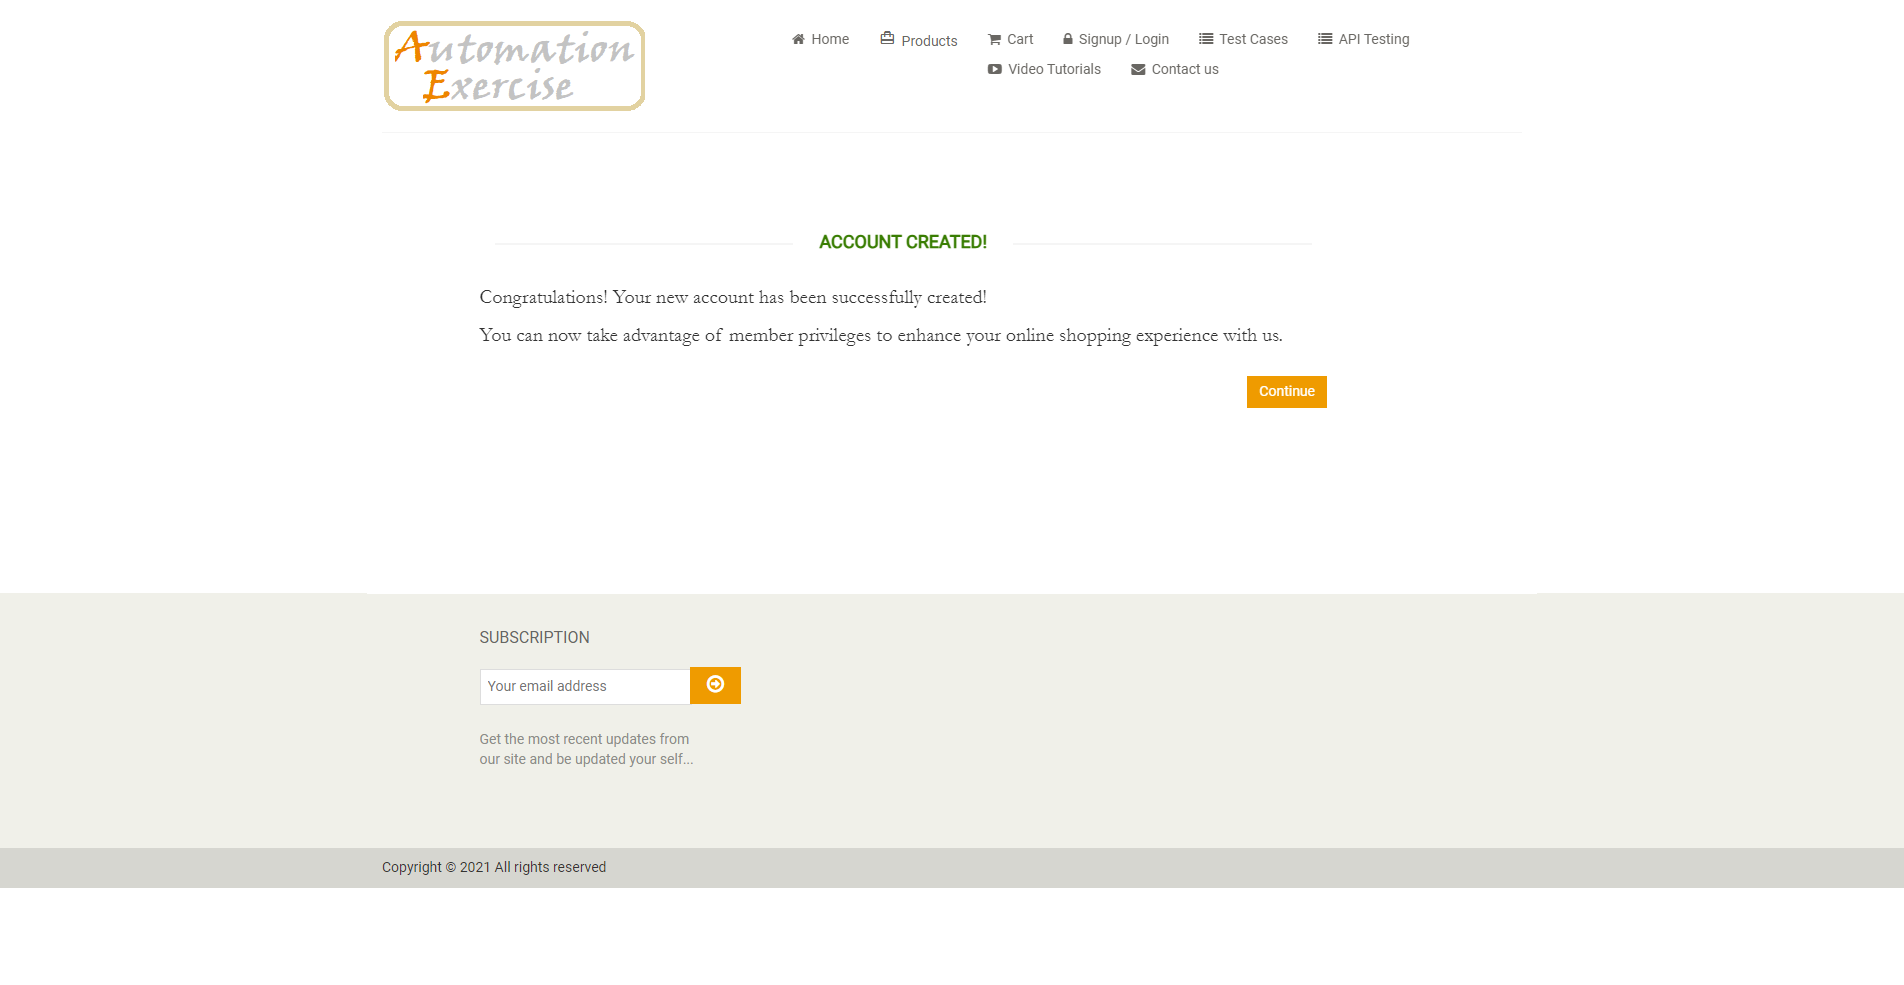 Automation
Exercise
Home
Products
Cart
Signup / Login
Test Cases
API Testing
Video Tutorials
Contact us
ACCOUNT CREATED!
Congratulations! Your new account has been successfully created!
You can now take advantage of member privileges to enhance your online shopping experience with us.
Continue
SUBSCRIPTION
Your email address
Get the most recent updates from
our site and be updated your self...
Copyright © 2021 All rights reserved